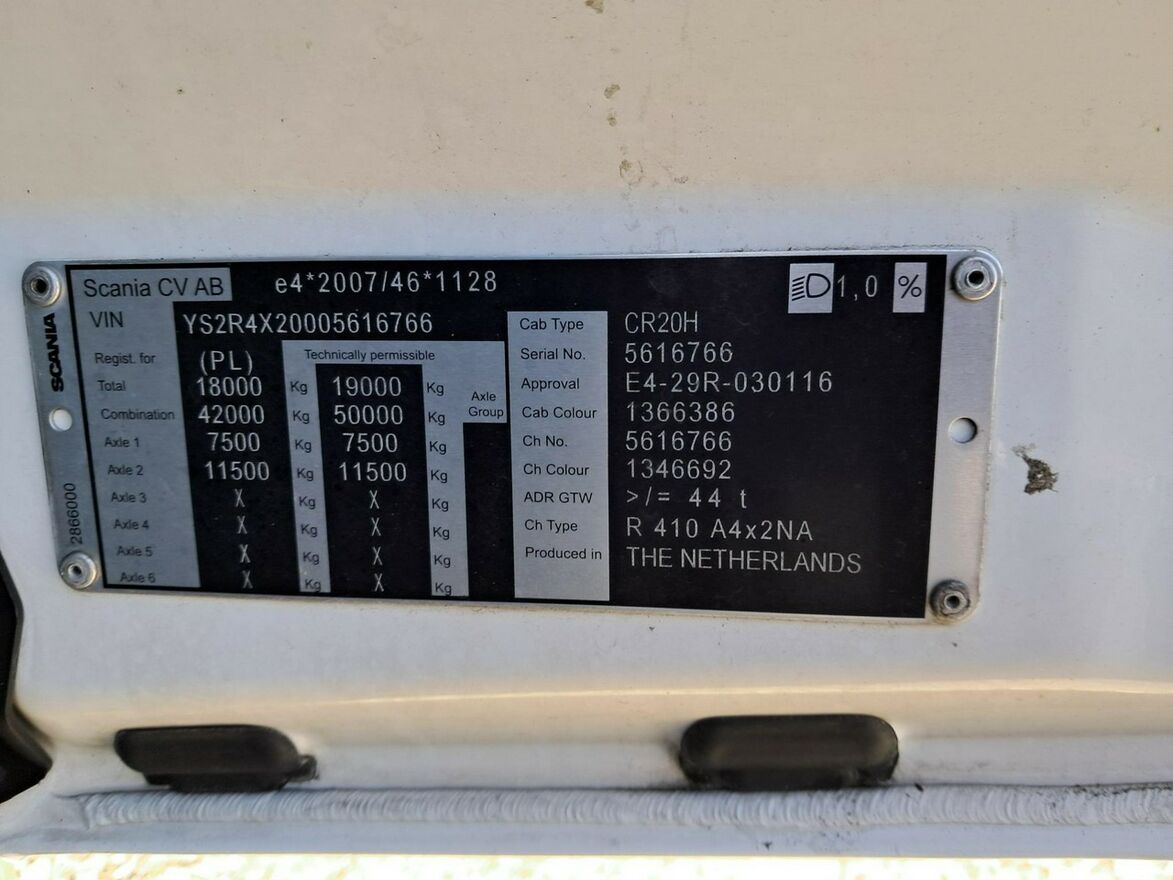 Scania CV AB e4*2007/46*1128 1,0 %
VIN YS2R4X20005616766
SCANIA
2866000
Regist. for (PL) Technically permissible
Total 18000 Kg 19000 Kg Axle Group
Combination 42000 Kg 50000 Kg
Axle 1 7500 Kg 7500 Kg
Axle 2 11500 Kg 11500 Kg
Axle 3 X Kg X Kg
Axle 4 X Kg X Kg
Axle 5 X Kg X Kg
Axle 6 X Kg X Kg
Cab Type CR20H
Serial No. 5616766
Approval E4-29R-030116
Cab Colour 1366386
Ch No. 5616766
Ch Colour 1346692
ADR GTW >/= 44 t
Ch Type R 410 A4x2NA
Produced in THE NETHERLANDS